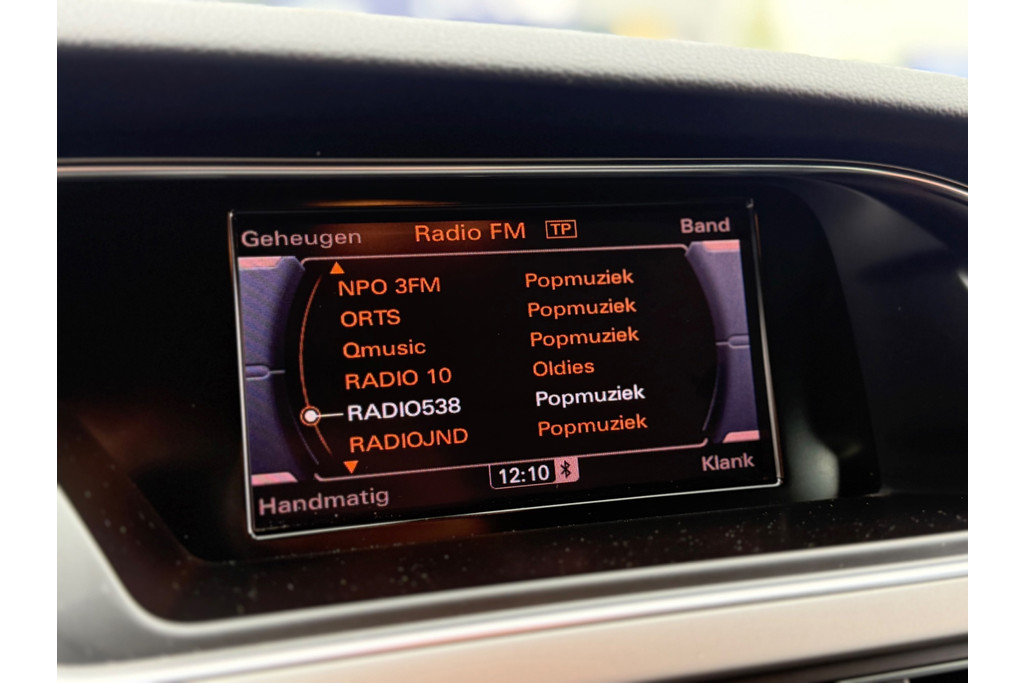 Geheugen Radio FM TP Band
NPO 3FM Popmuziek
ORTS Popmuziek
Qmusic Popmuziek
RADIO 10 Oldies
RADIO538 Popmuziek
RADIOJND Popmuziek
Handmatig 12:10 Klank